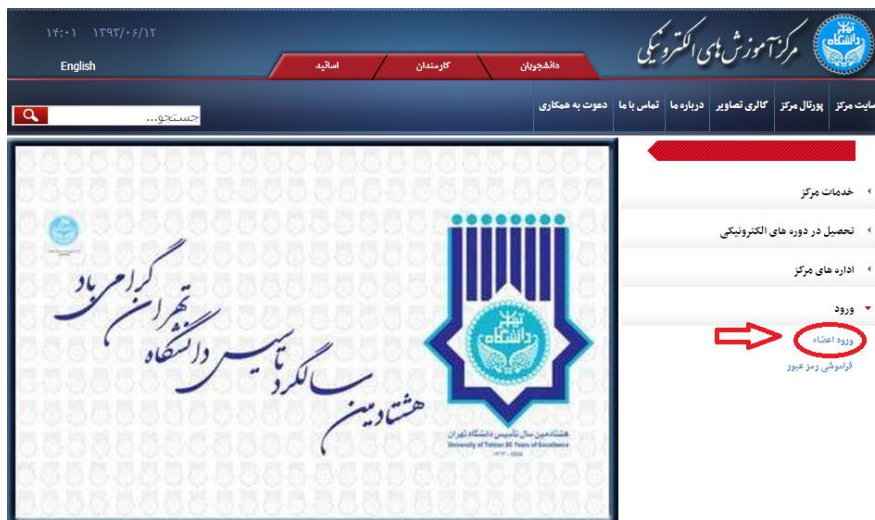 ۱۴:۰۱ ۱۳۹۳/۰۶/۱۲
English
دانشگاه تهران
مرکز آموزش های الکترونیکی
دانشجویان
کارمندان
اساتید
سایت مرکز
پورتال مرکز
گالری تصاویر
درباره ما
تماس با ما
دعوت به همکاری
جستجو...
خدمات مرکز
تحصیل در دوره های الکترونیکی
اداره های مرکز
ورود
ورود اعضاء
فراموشی رمز عبور
هشتادمین
سالگرد تاسیس دانشگاه
تهران
گرامی باد
دانشگاه تهران
هشتادمین سال تأسیس دانشگاه تهران
University of Tehran 80 Years of Excellence